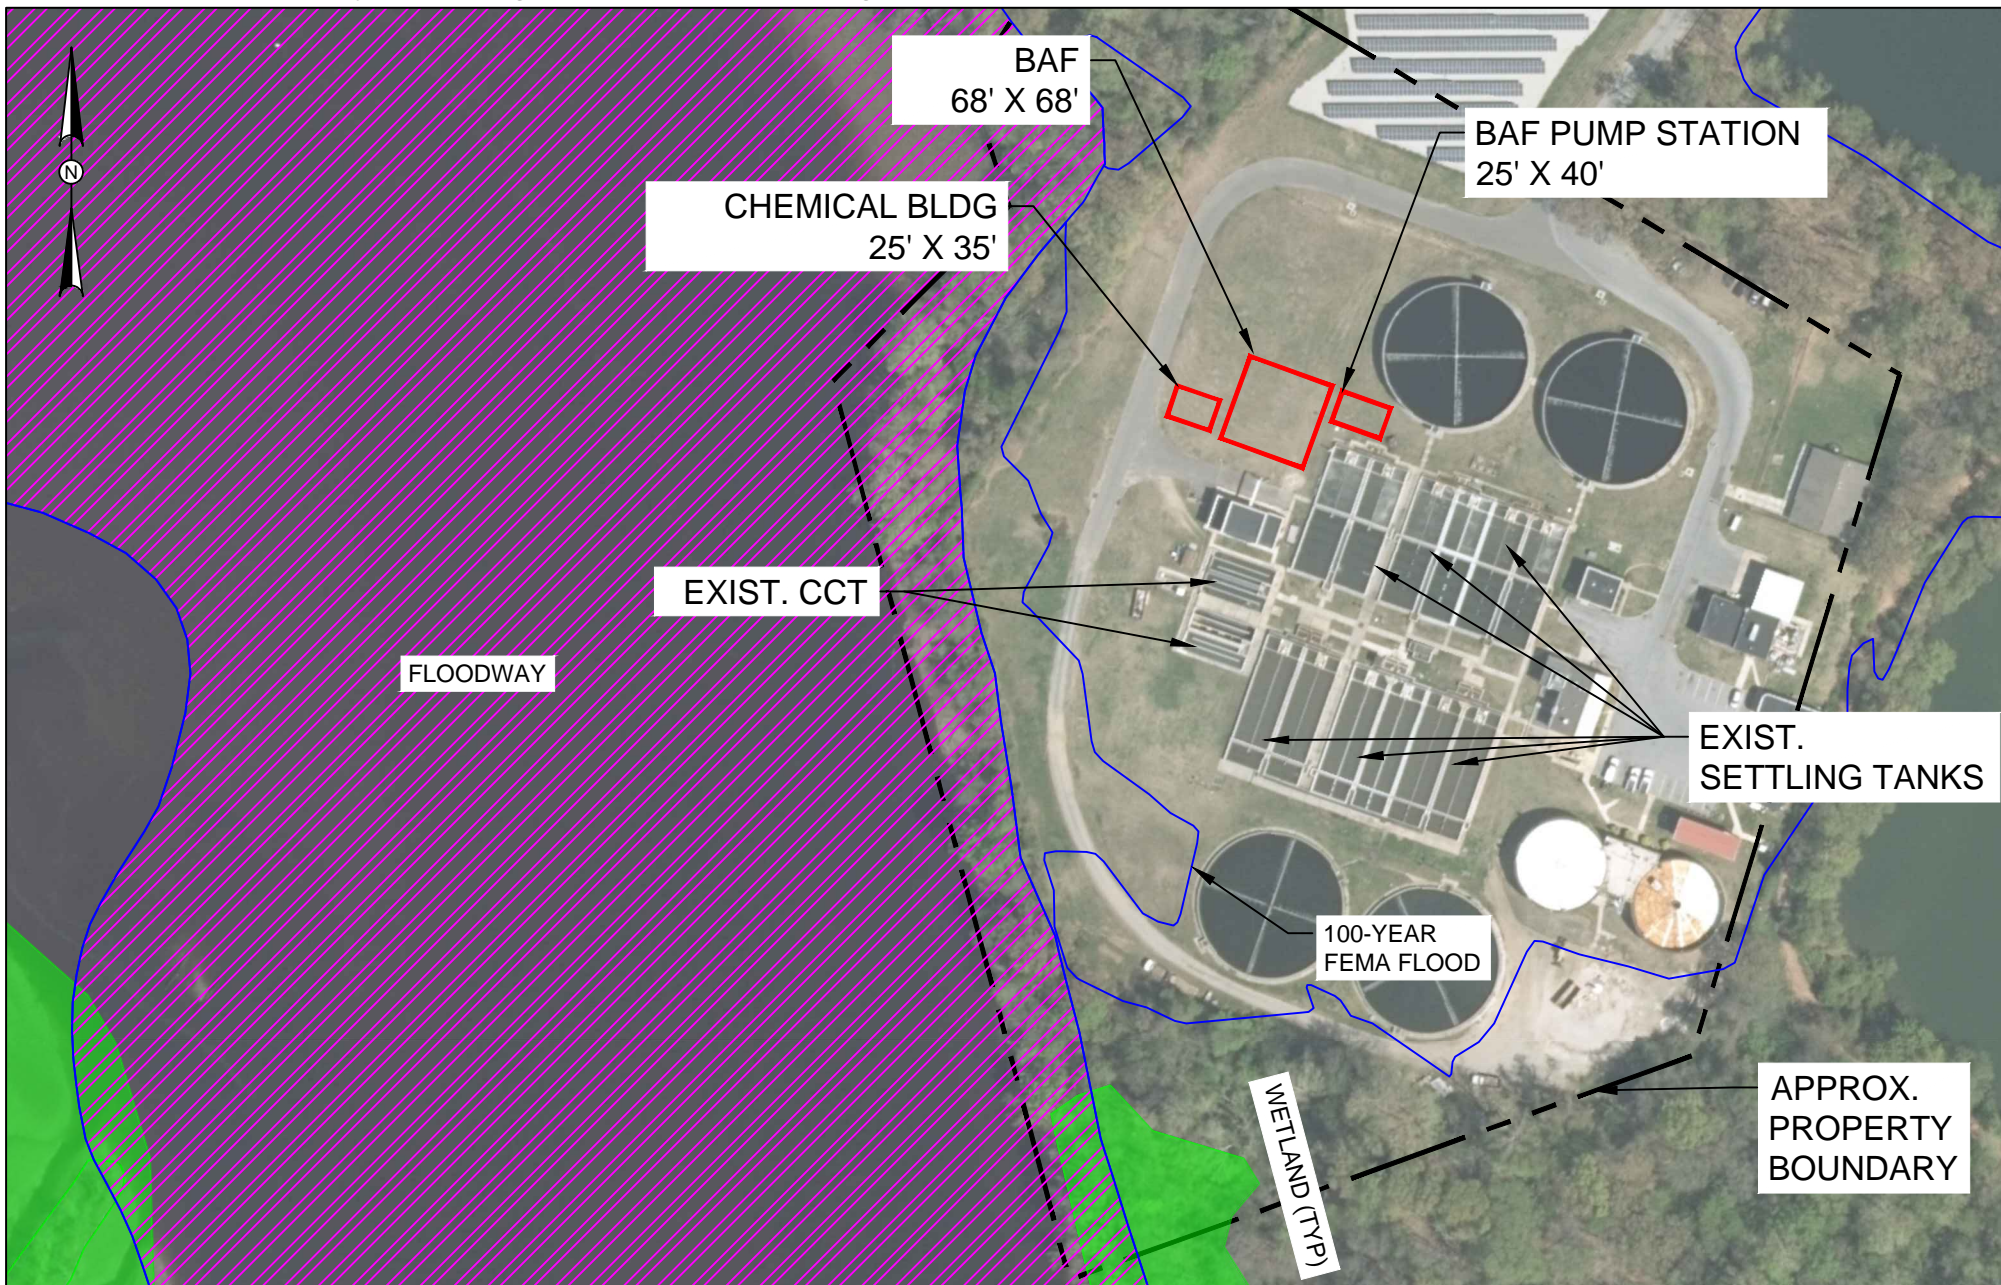 BAF
68' X 68'
BAF PUMP STATION
25' X 40'
N
CHEMICAL BLDG
25' X 35'
EXIST. CCT
FLOODWAY
EXIST.
SETTLING TANKS
100-YEAR
FEMA FLOOD
WETLAND (TYP)
APPROX.
PROPERTY
BOUNDARY